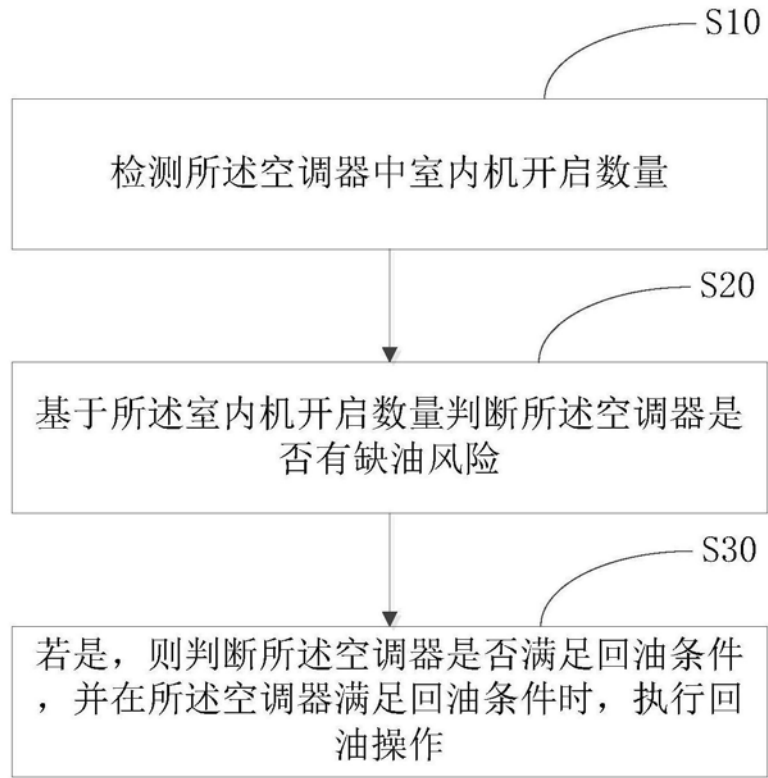 S10
检测所述空调器中室内机开启数量
S20
基于所述室内机开启数量判断所述空调器是
否有缺油风险
S30
若是，则判断所述空调器是否满足回油条件
，并在所述空调器满足回油条件时，执行回
油操作